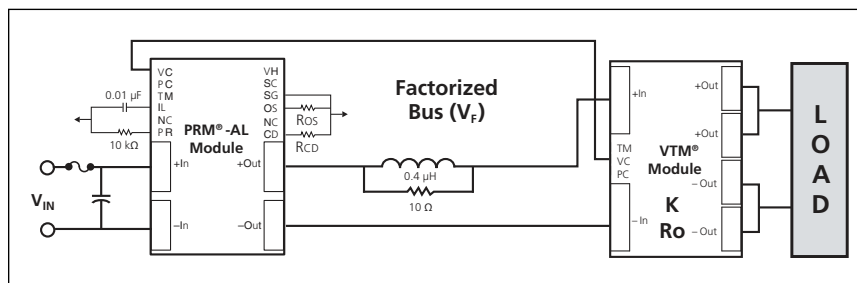 VC
PC
TM
IL
NC
PR
VH
SC
SG
OS
NC
CD
0.01 µF
10 kΩ
PRM®-AL
Module
+In
–In
+Out
–Out
ROS
RCD
VIN
Factorized
Bus (VF)
0.4 µH
10 Ω
+In
– In
TM
VC
PC
VTM®
Module
K
Ro
+Out
+Out
– Out
– Out
L
O
A
D